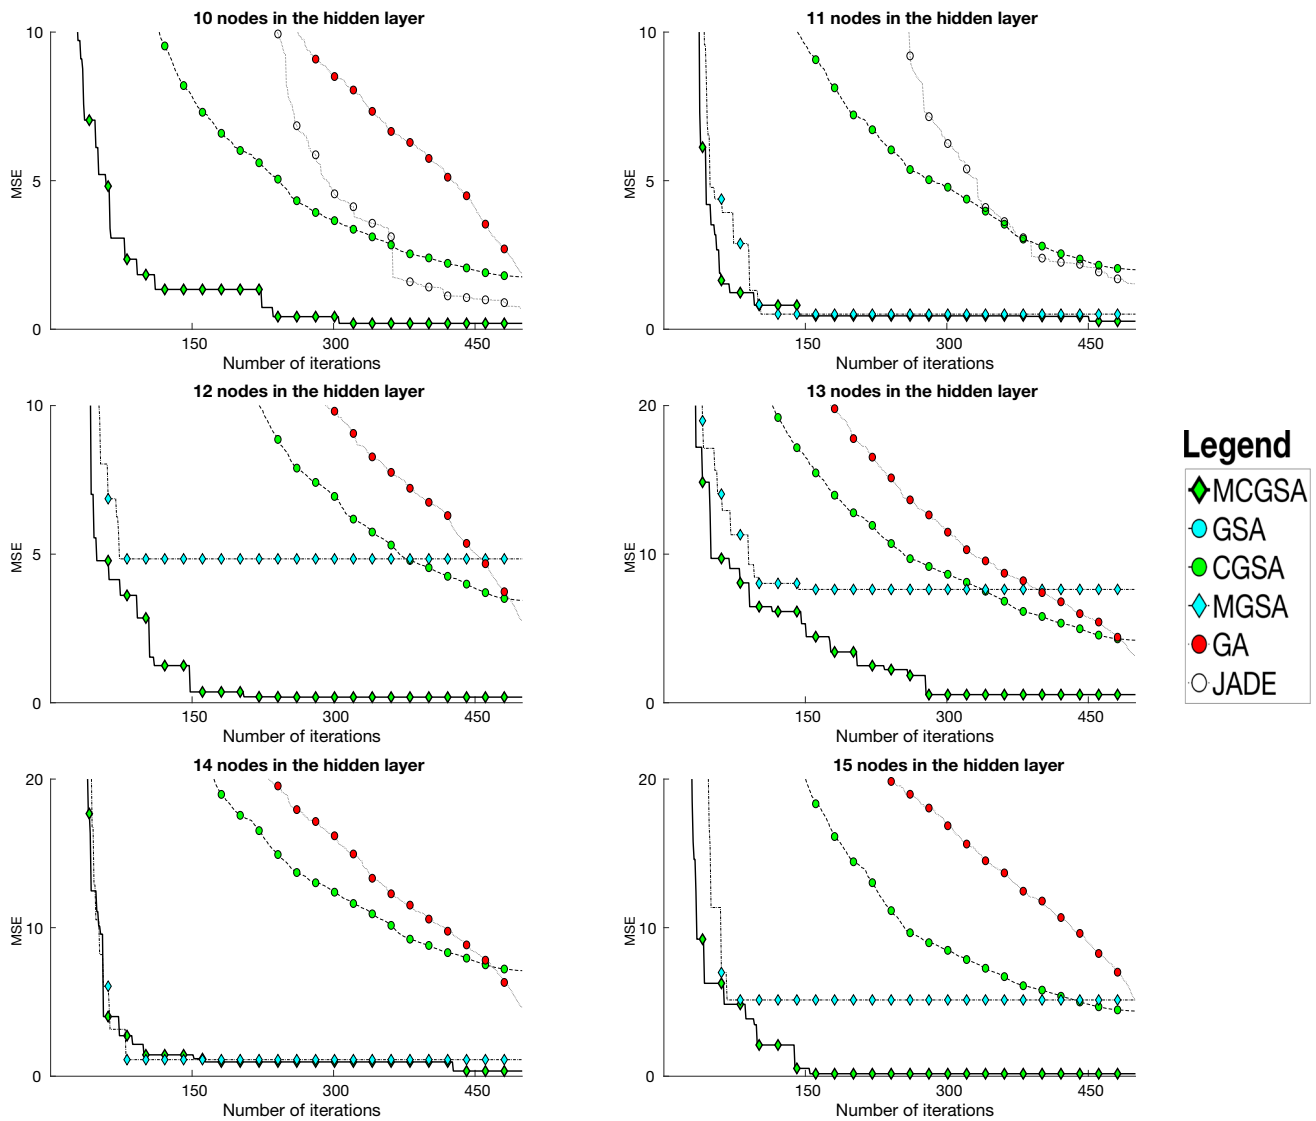 10 nodes in the hidden layer
10
5
0
MSE
150 300 450
Number of iterations
11 nodes in the hidden layer
10
5
0
MSE
150 300 450
Number of iterations
12 nodes in the hidden layer
10
5
0
MSE
150 300 450
Number of iterations
13 nodes in the hidden layer
20
10
0
MSE
150 300 450
Number of iterations
14 nodes in the hidden layer
20
10
0
MSE
150 300 450
Number of iterations
15 nodes in the hidden layer
20
10
0
MSE
150 300 450
Number of iterations
Legend
MCGSA
GSA
CGSA
MGSA
GA
JADE